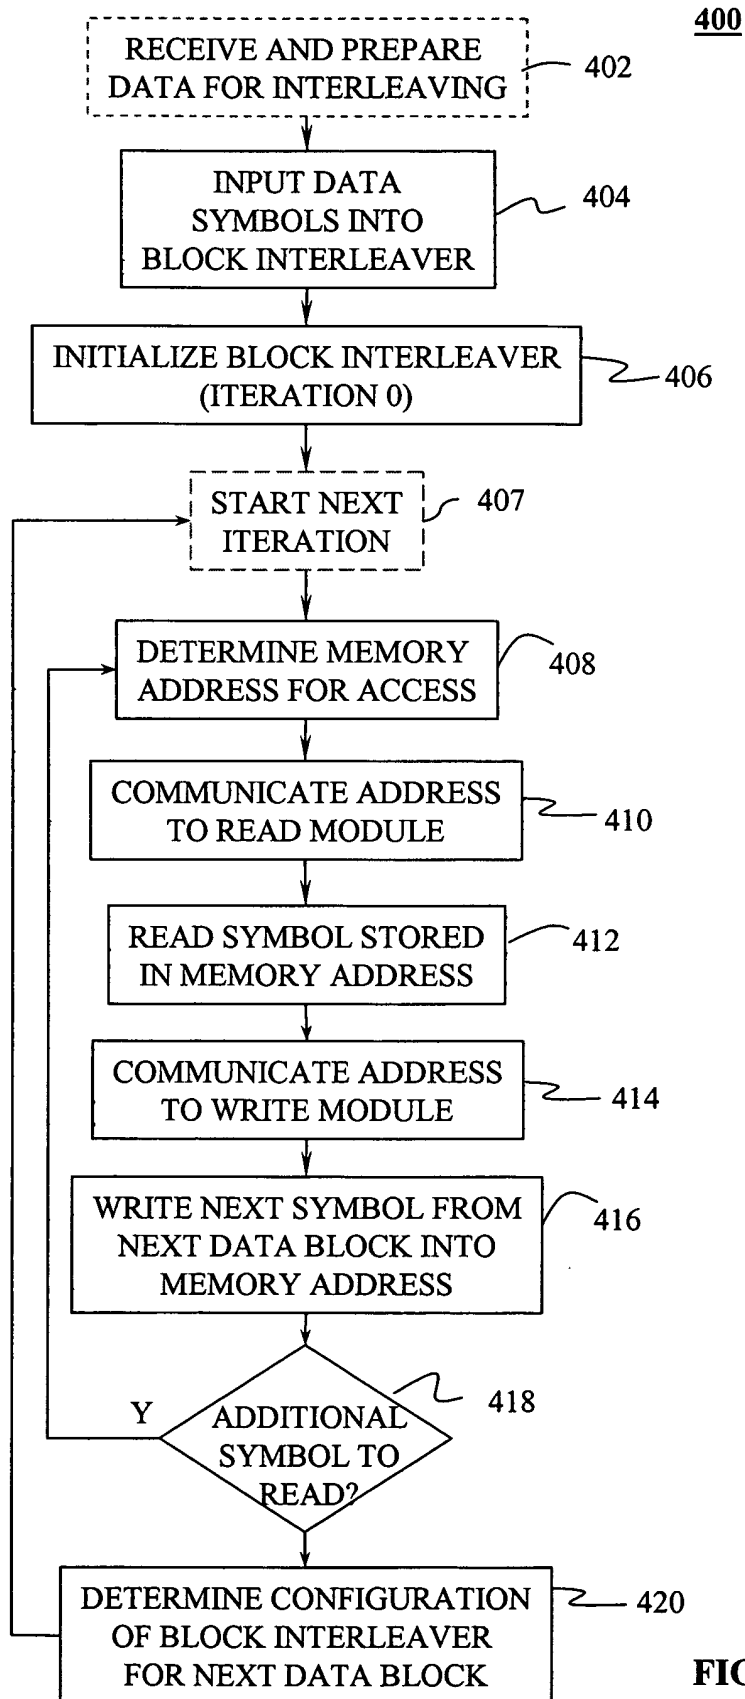 400
RECEIVE AND PREPARE
DATA FOR INTERLEAVING
402
INPUT DATA
SYMBOLS INTO
BLOCK INTERLEAVER
404
INITIALIZE BLOCK INTERLEAVER
(ITERATION 0)
406
START NEXT
ITERATION
407
DETERMINE MEMORY
ADDRESS FOR ACCESS
408
COMMUNICATE ADDRESS
TO READ MODULE
410
READ SYMBOL STORED
IN MEMORY ADDRESS
412
COMMUNICATE ADDRESS
TO WRITE MODULE
414
WRITE NEXT SYMBOL FROM
NEXT DATA BLOCK INTO
MEMORY ADDRESS
416
Y
ADDITIONAL
SYMBOL TO
READ?
418
DETERMINE CONFIGURATION
OF BLOCK INTERLEAVER
FOR NEXT DATA BLOCK
420